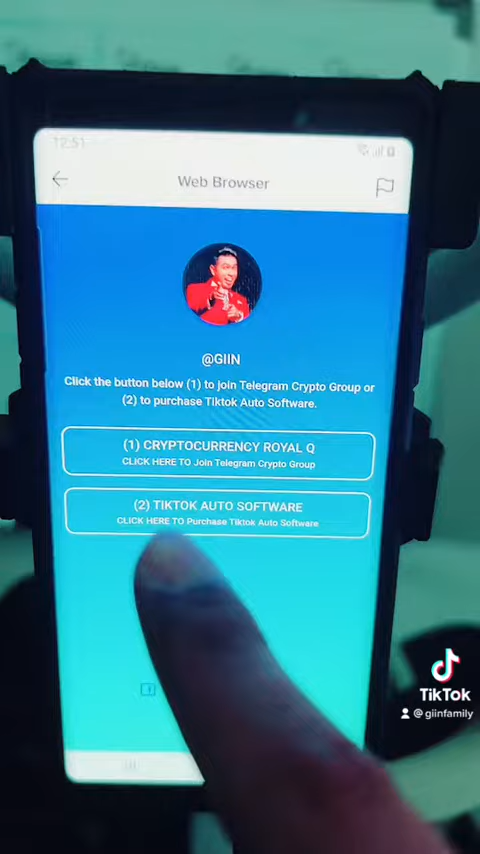 12:51
Web Browser
@GIIN
Click the button below (1) to join Telegram Crypto Group or
(2) to purchase Tiktok Auto Software.
(1) CRYPTOCURRENCY ROYAL Q
CLICK HERE TO Join Telegram Crypto Group
(2) TIKTOK AUTO SOFTWARE
CLICK HERE TO Purchase Tiktok Auto Software
TikTok
@giinfamily